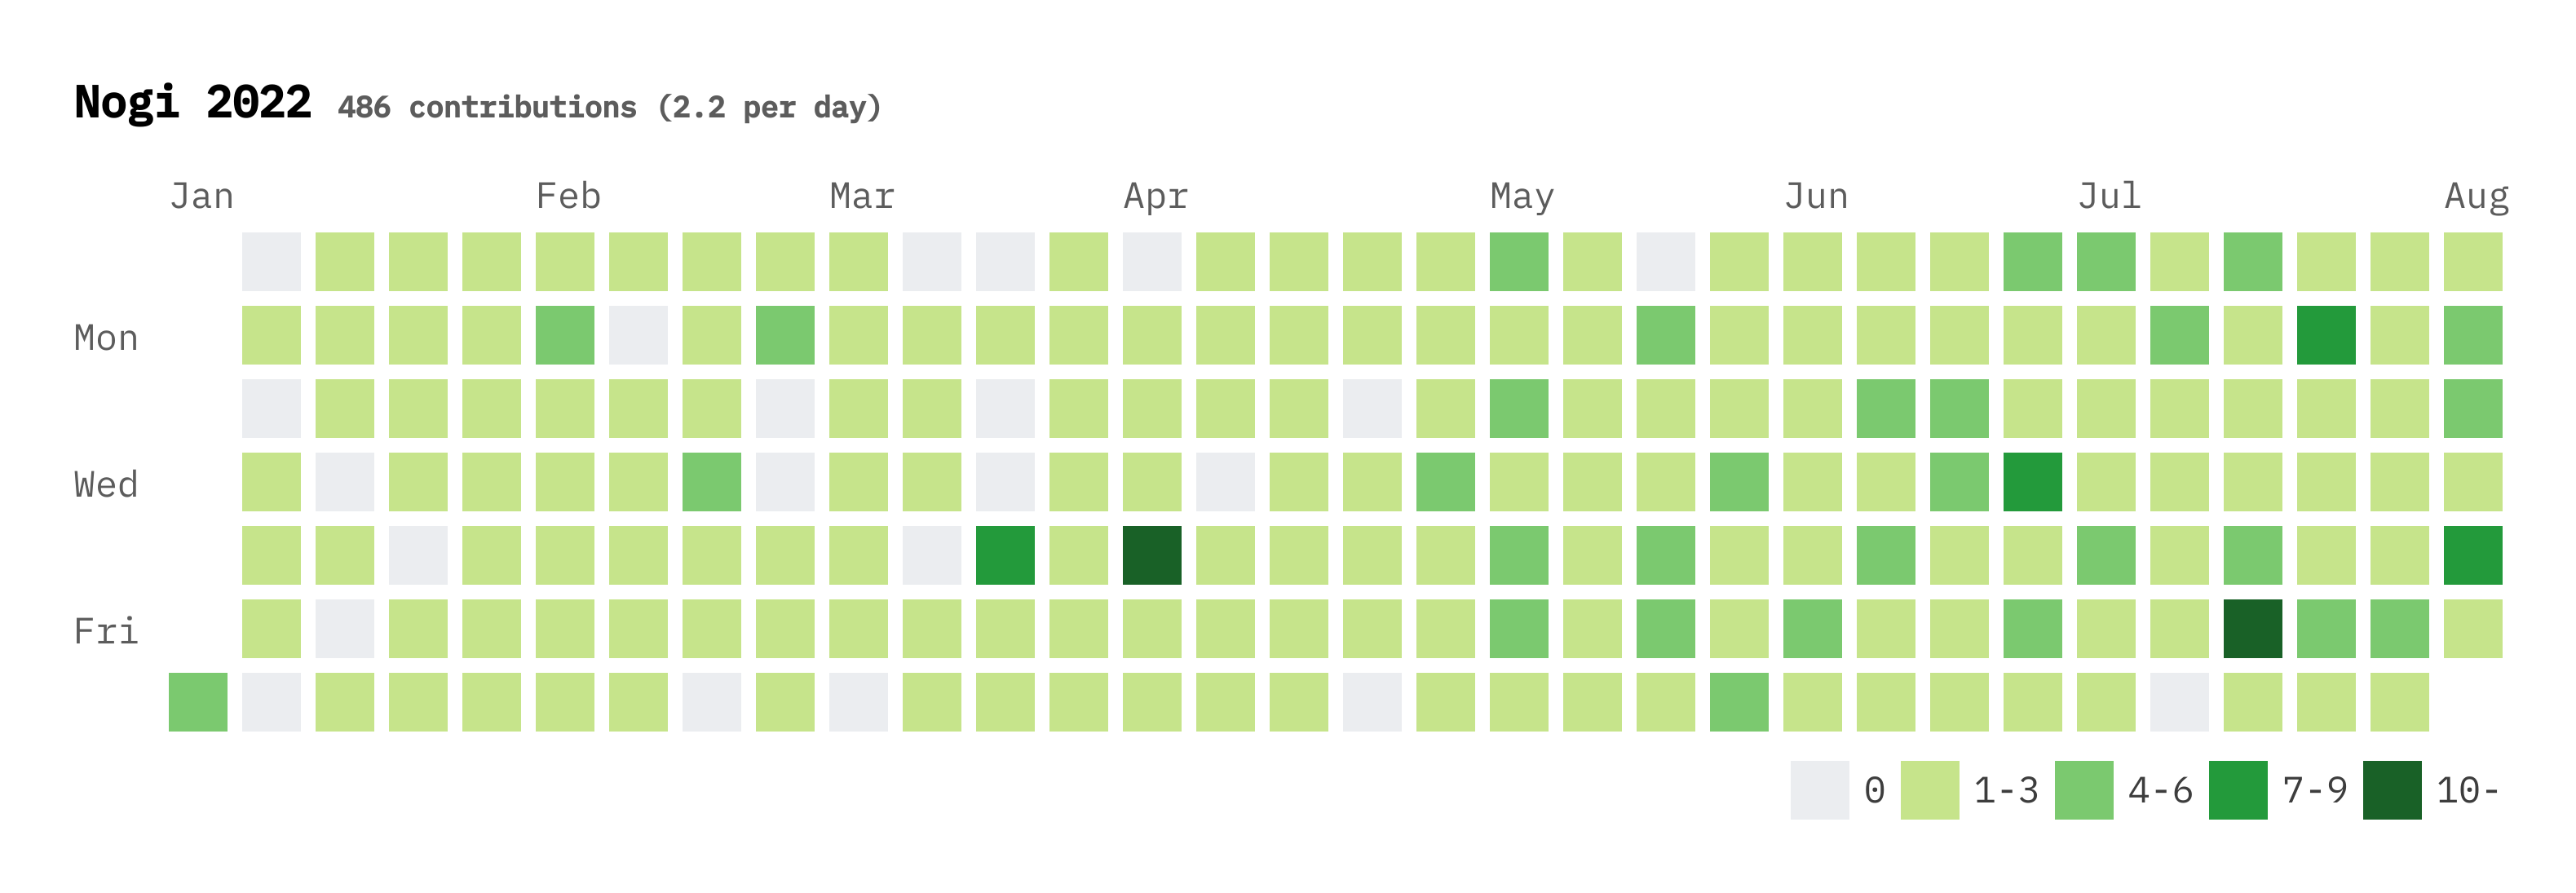 Nogi 2022 486 contributions (2.2 per day)
Jan Feb Mar Apr May Jun Jul Aug
Mon
Wed
Fri
0 1-3 4-6 7-9 10-